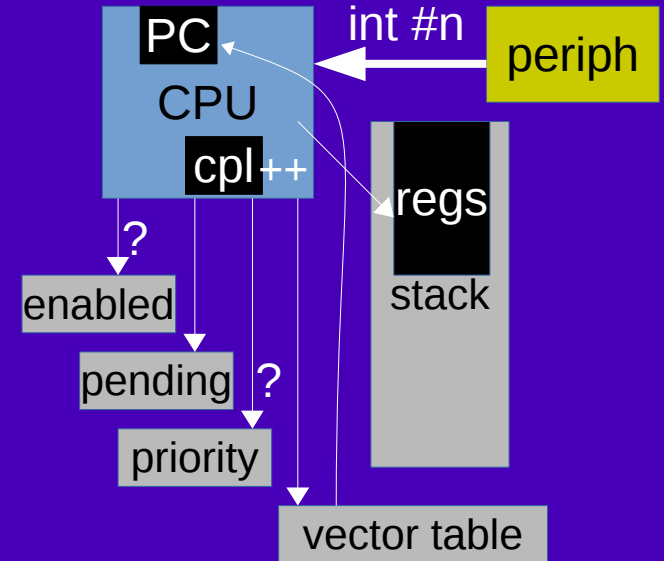 PC
int #n
periph
CPU
cpl++
regs
?
stack
enabled
pending
?
priority
vector table